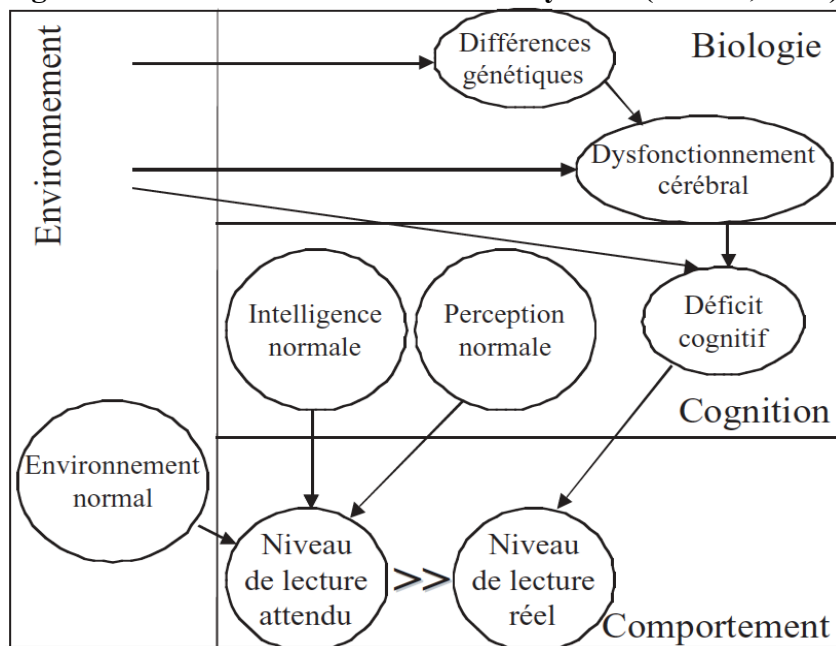 Différences
génétiques
Biologie
Environnement
Dysfonctionnement
cérébral
Intelligence
normale
Perception
normale
Déficit
cognitif
Cognition
Environnement
normal
Niveau
de lecture
attendu
>>
Niveau
de lecture
réel
Comportement